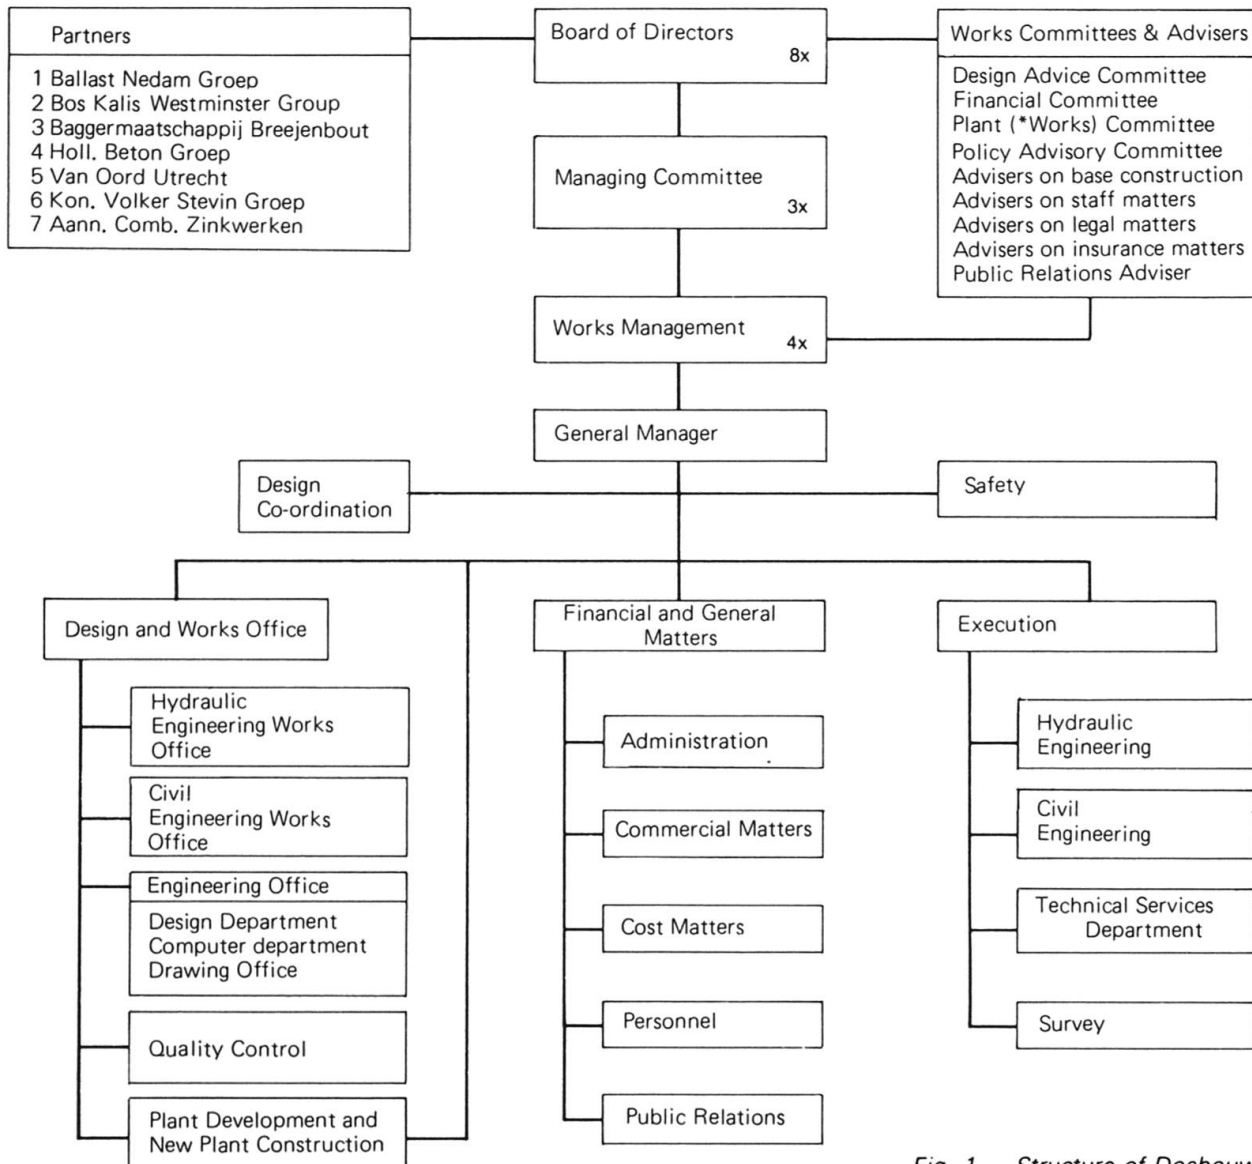 Partners
1 Ballast Nedam Groep
2 Bos Kalis Westminster Group
3 Baggermaatschappij Breejenbout
4 Holl. Beton Groep
5 Van Oord Utrecht
6 Kon. Volker Stevin Groep
7 Aann. Comb. Zinkwerken
Board of Directors
8x
Works Committees & Advisers
Design Advice Committee
Financial Committee
Plant (*Works) Committee
Policy Advisory Committee
Advisers on base construction
Advisers on staff matters
Advisers on legal matters
Advisers on insurance matters
Public Relations Adviser
Managing Committee
3x
Works Management
4x
General Manager
Design
Co-ordination
Safety
Design and Works Office
Hydraulic
Engineering Works
Office
Civil
Engineering Works
Office
Engineering Office
Design Department
Computer department
Drawing Office
Quality Control
Plant Development and
New Plant Construction
Financial and General
Matters
Administration
Commercial Matters
Cost Matters
Personnel
Public Relations
Execution
Hydraulic
Engineering
Civil
Engineering
Technical Services
Department
Survey